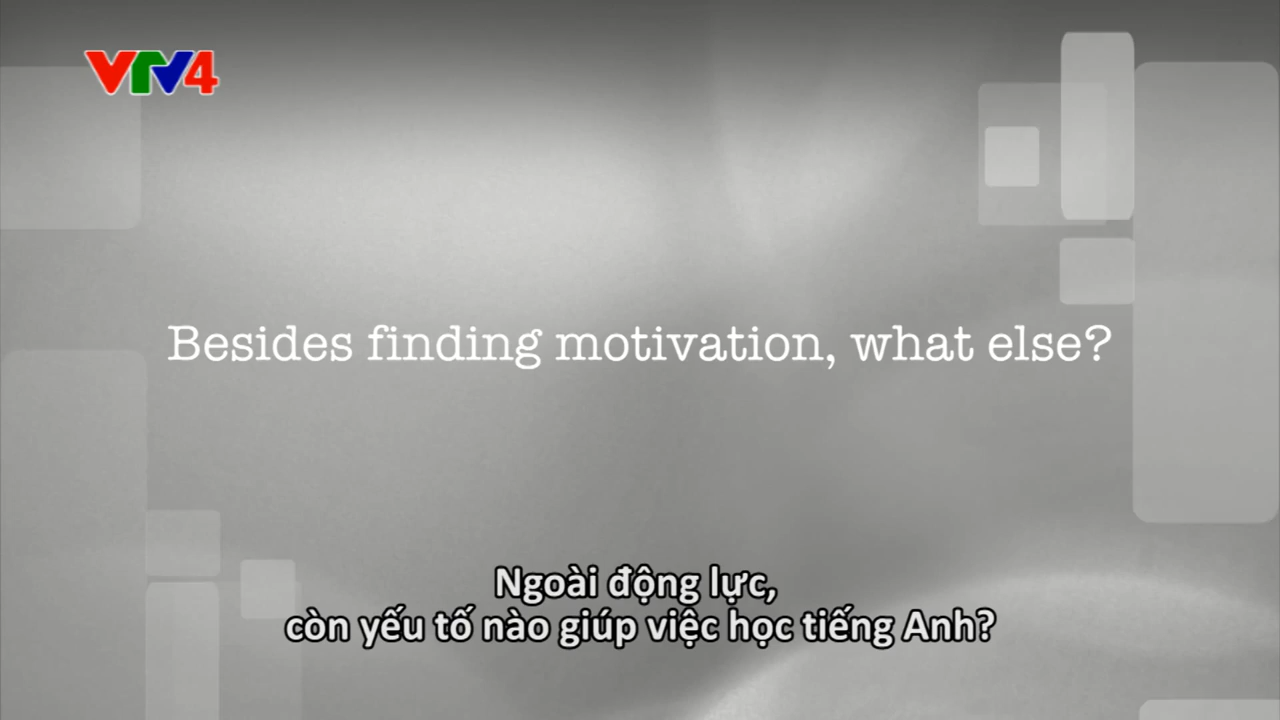 VTV4
Besides finding motivation, what else?
Ngoài động lực,
còn yếu tố nào giúp việc học tiếng Anh?